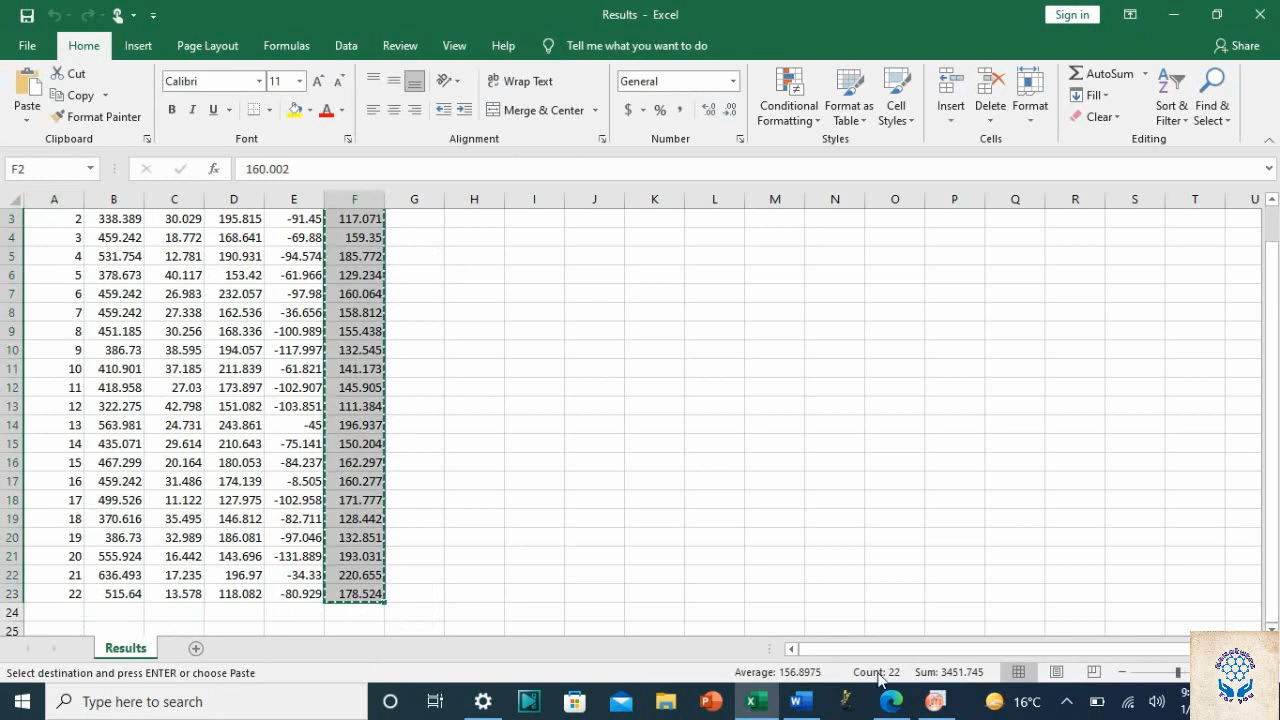 Results - Excel
Sign in
File Home Insert Page Layout Formulas Data Review View Help Tell me what you want to do Share
Paste
Cut
Copy
Format Painter
Clipboard
Calibri 11 A A
B I U A
Font
Wrap Text
Merge & Center
Alignment
General
$ % ,
Number
Conditional Formatting
Format as Table
Cell Styles
Styles
Insert Delete Format
Cells
AutoSum
Fill
Clear
Sort & Filter
Find & Select
Editing
F2 fx 160.002
A B C D E F G H I J K L M N O P Q R S T U
3 2 338.389 30.029 195.815 -91.45 117.071
4 3 459.242 18.772 168.641 -69.88 159.35
5 4 531.754 12.781 190.931 -94.574 185.772
6 5 378.673 40.117 153.42 -61.966 129.234
7 6 459.242 26.983 232.057 -97.98 160.064
8 7 459.242 27.338 162.536 -36.656 158.812
9 8 451.185 30.256 168.336 -100.989 155.438
10 9 386.73 38.595 194.057 -117.997 132.545
11 10 410.901 37.185 211.839 -61.821 141.173
12 11 418.958 27.03 173.897 -102.907 145.905
13 12 322.275 42.798 151.082 -103.851 111.384
14 13 563.981 24.731 243.861 -45 196.937
15 14 435.071 29.614 210.643 -75.141 150.204
16 15 467.299 20.164 180.053 -84.237 162.297
17 16 459.242 31.486 174.139 -8.505 160.277
18 17 499.526 11.122 127.975 -102.958 171.777
19 18 370.616 35.495 146.812 -82.711 128.442
20 19 386.73 32.989 186.081 -97.046 132.851
21 20 555.924 16.442 143.696 -131.889 193.031
22 21 636.493 17.235 196.97 -34.33 220.655
23 22 515.64 13.578 118.082 -80.929 178.524
24
25
Results
Select destination and press ENTER or choose Paste Average: 156.8975 Count: 22 Sum: 3451.745
Type here to search 16°C